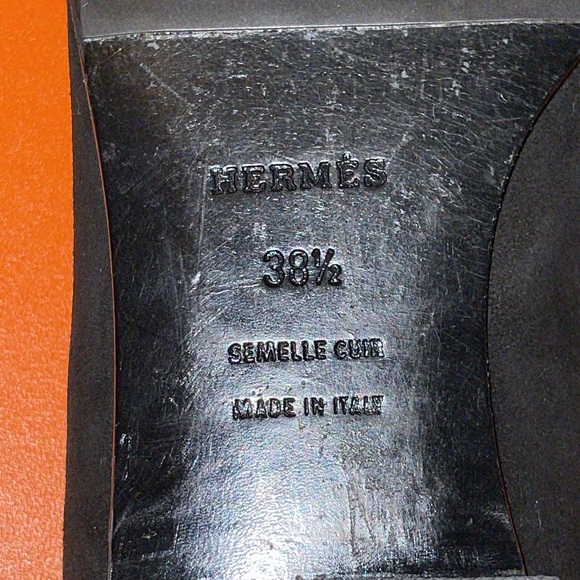 HERMÈS
38½
SEMELLE CUIR
MADE IN ITALY